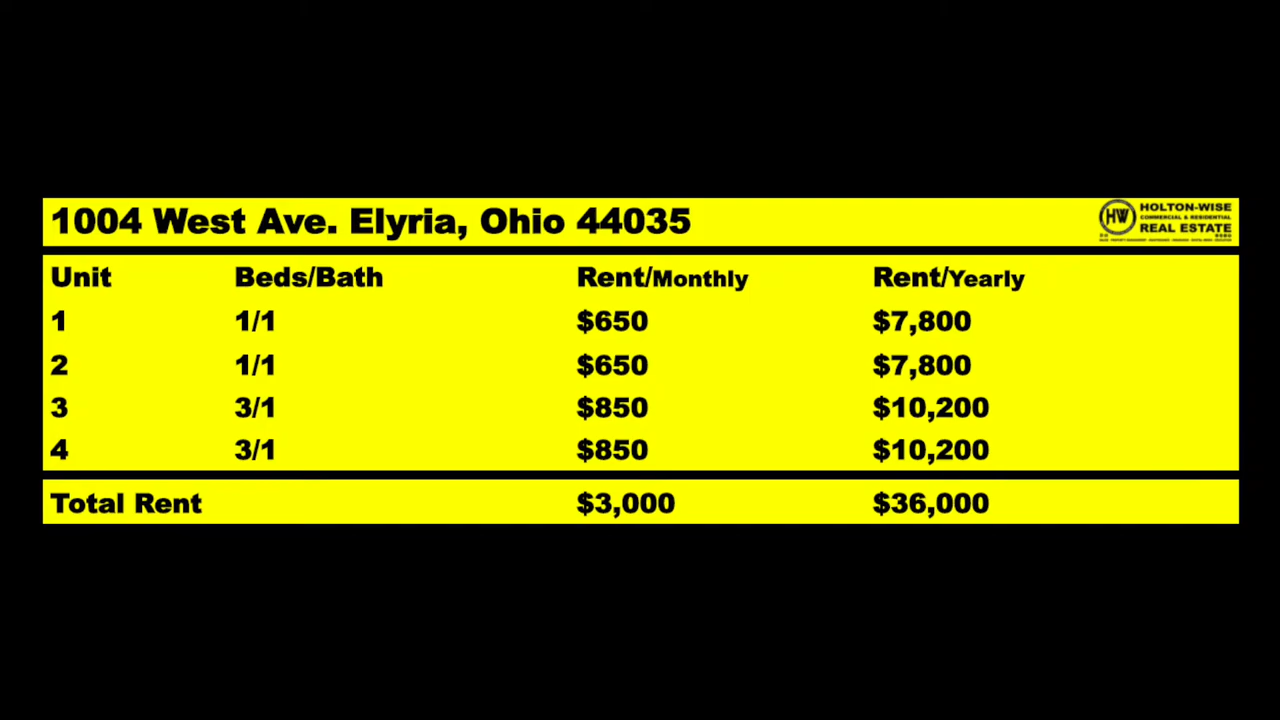 1004 West Ave. Elyria, Ohio 44035
HW
HOLTON-WISE
COMMERCIAL & RESIDENTIAL
REAL ESTATE
Unit Beds/Bath Rent/Monthly Rent/Yearly
1 1/1 $650 $7,800
2 1/1 $650 $7,800
3 3/1 $850 $10,200
4 3/1 $850 $10,200
Total Rent $3,000 $36,000